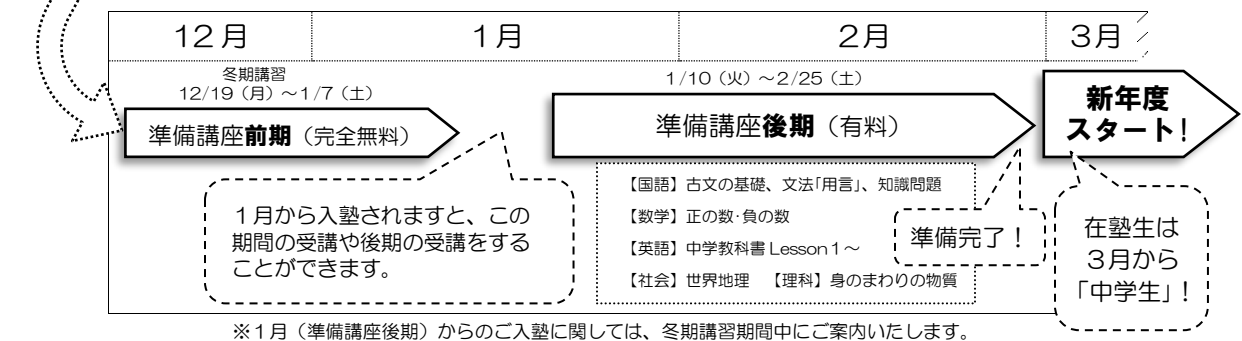 12月
1月
2月
3月
冬期講習
12/19（月）～1/7（土）
準備講座前期（完全無料）
1/10（火）～2/25（土）
準備講座後期（有料）
新年度
スタート！
１月から入塾されますと、この
期間の受講や後期の受講をする
ことができます。
【国語】古文の基礎、文法「用言」、知識問題
【数学】正の数･負の数
【英語】中学教科書 Lesson１～
【社会】世界地理　【理科】身のまわりの物質
準備完了！
在塾生は
３月から
「中学生」！
※１月（準備講座後期）からのご入塾に関しては、冬期講習期間中にご案内いたします。